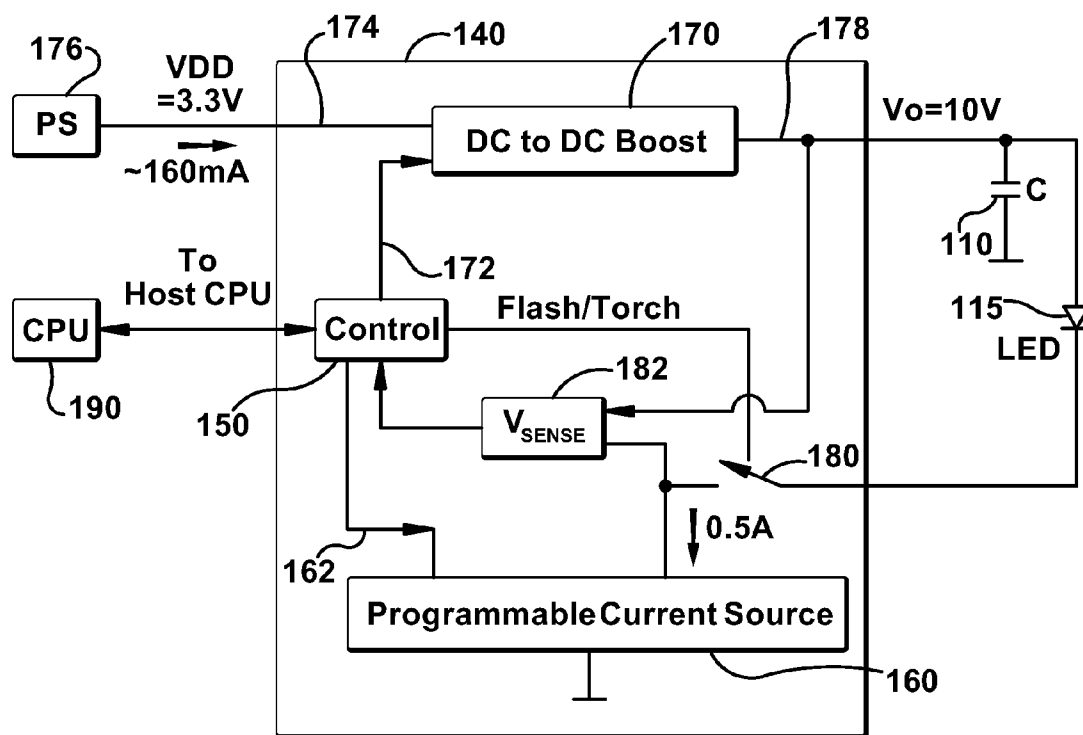 176
VDD
=3.3V
174
140
170
178
PS
DC to DC Boost
Vo=10V
~160mA
C
110
172
To
Host CPU
CPU
Control
Flash/Torch
115
LED
190
150
182
VSENSE
180
0.5A
162
Programmable Current Source
160